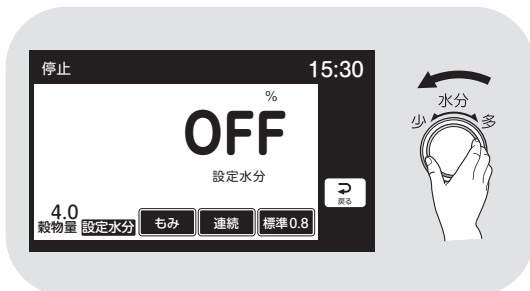 停止 15:30
%
OFF
設定水分
戻る
4.0
穀物量 設定水分 もみ 連続 標準0.8
水分
少 多